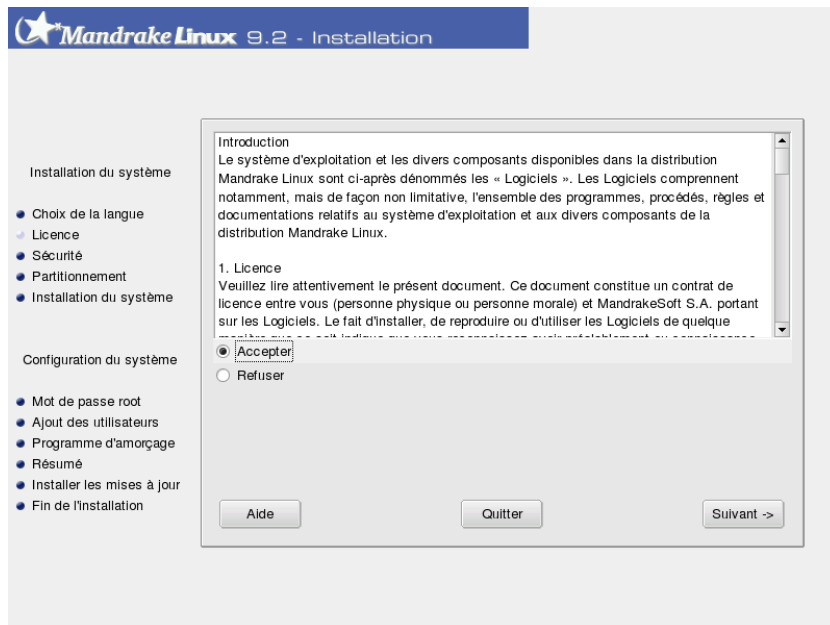 Mandrake Linux 9.2 - Installation
Installation du système
Choix de la langue
Licence
Sécurité
Partitionnement
Installation du système
Configuration du système
Mot de passe root
Ajout des utilisateurs
Programme d'amorçage
Résumé
Installer les mises à jour
Fin de l'installation
Introduction
Le système d'exploitation et les divers composants disponibles dans la distribution
Mandrake Linux sont ci-après dénommés les « Logiciels ». Les Logiciels comprennent
notamment, mais de façon non limitative, l'ensemble des programmes, procédés, règles et
documentations relatifs au système d'exploitation et aux divers composants de la
distribution Mandrake Linux.
1. Licence
Veuillez lire attentivement le présent document. Ce document constitue un contrat de
licence entre vous (personne physique ou personne morale) et MandrakeSoft S.A. portant
sur les Logiciels. Le fait d'installer, de reproduire ou d'utiliser les Logiciels de quelque
Accepter
Refuser
Aide
Quitter
Suivant ->